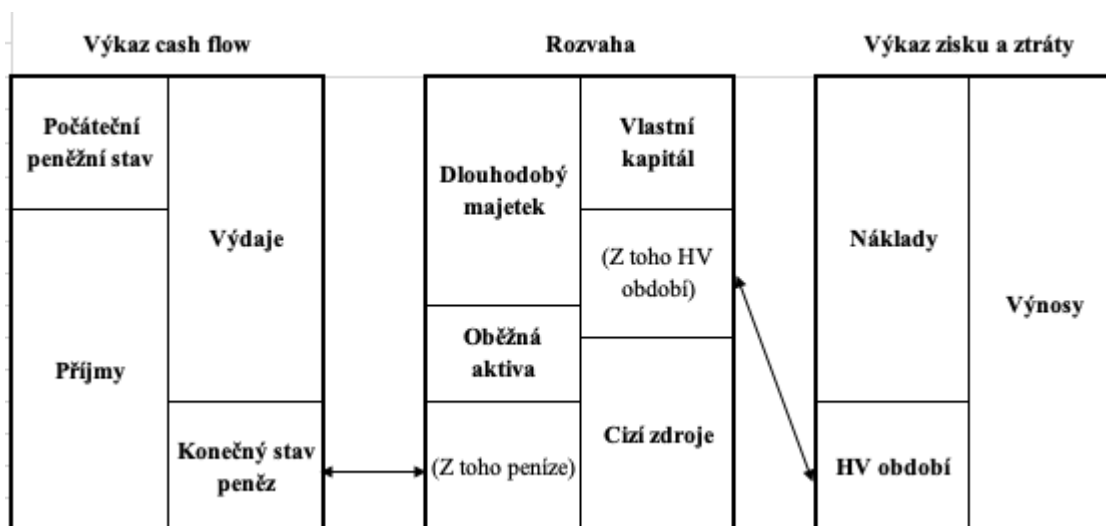 Výkaz cash flow
Rozvaha
Výkaz zisku a ztráty
Počáteční
peněžní stav
Příjmy
Výdaje
Konečný stav
peněz
Dlouhodobý
majetek
Oběžná
aktiva
(Z toho peníze)
Vlastní
kapitál
(Z toho HV
období)
Cizí zdroje
Náklady
HV období
Výnosy